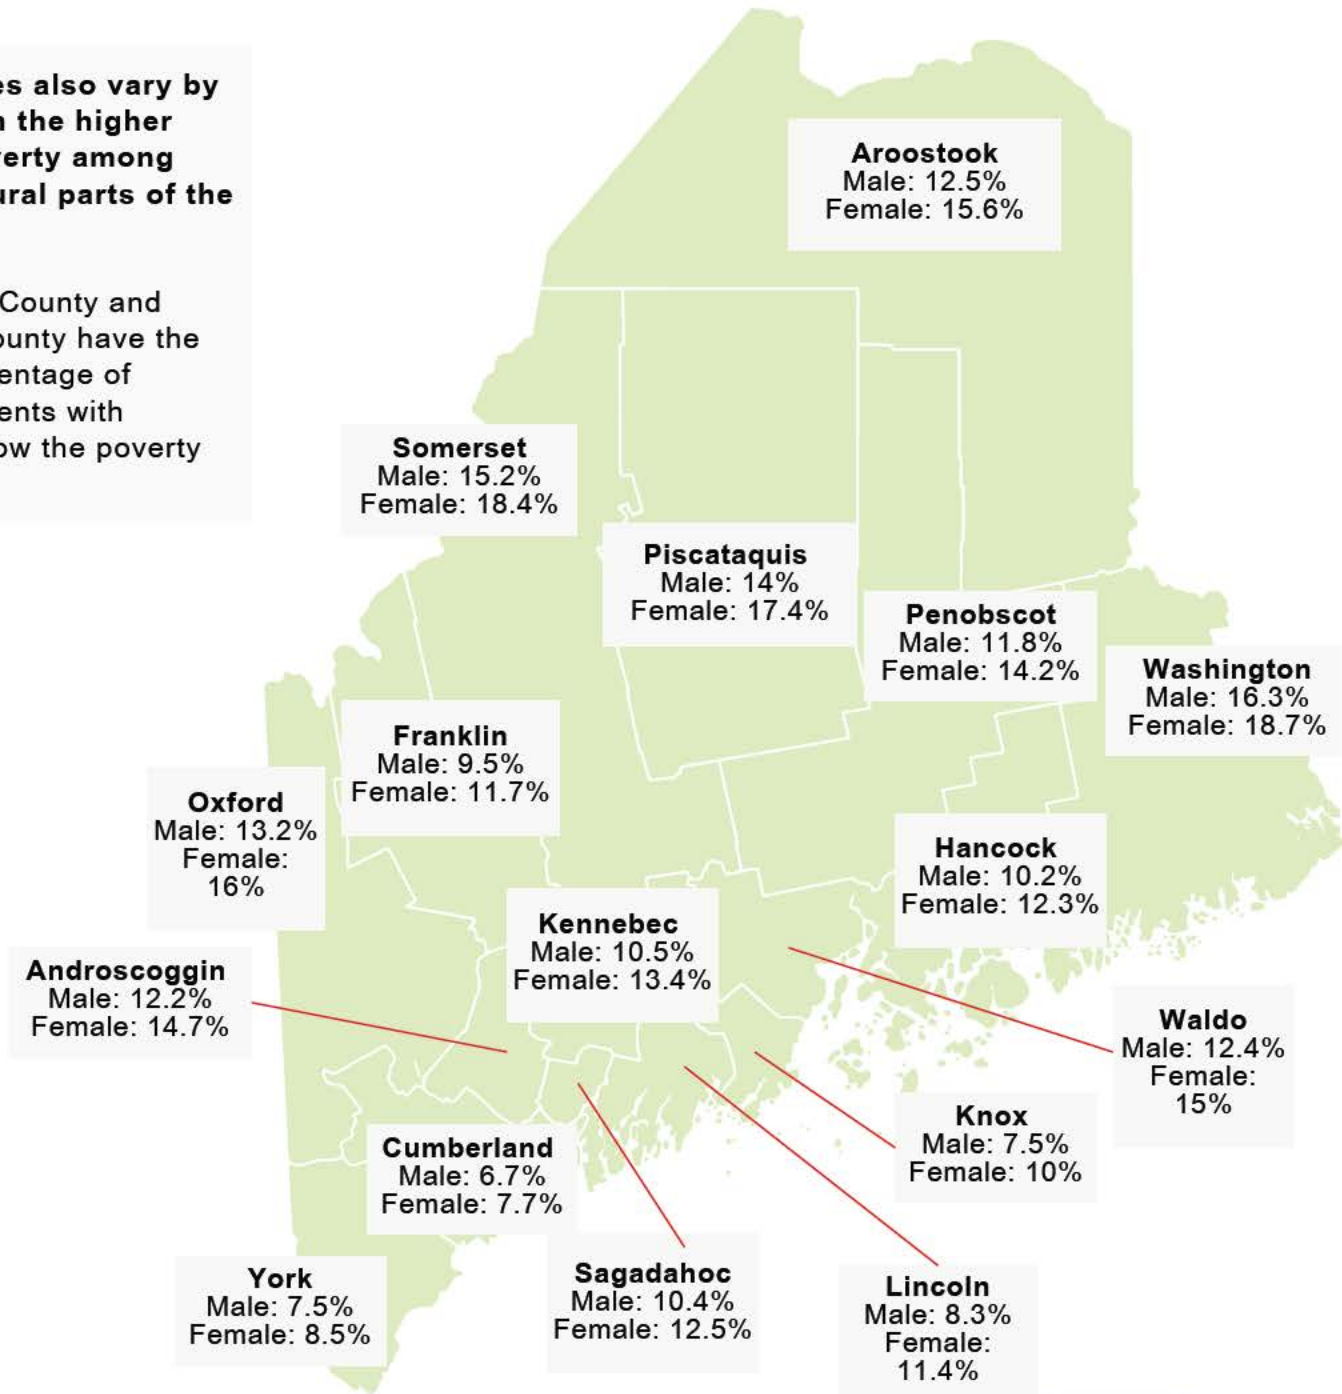 es also vary by
n the higher
verty among
ural parts of the
County and
ounty have the
entage of
ents with
ow the poverty
Aroostook
Male: 12.5%
Female: 15.6%
Somerset
Male: 15.2%
Female: 18.4%
Piscataquis
Male: 14%
Female: 17.4%
Penobscot
Male: 11.8%
Female: 14.2%
Washington
Male: 16.3%
Female: 18.7%
Franklin
Male: 9.5%
Female: 11.7%
Oxford
Male: 13.2%
Female:
16%
Hancock
Male: 10.2%
Female: 12.3%
Kennebec
Male: 10.5%
Female: 13.4%
Androscoggin
Male: 12.2%
Female: 14.7%
Waldo
Male: 12.4%
Female:
15%
Knox
Male: 7.5%
Female: 10%
Cumberland
Male: 6.7%
Female: 7.7%
York
Male: 7.5%
Female: 8.5%
Sagadahoc
Male: 10.4%
Female: 12.5%
Lincoln
Male: 8.3%
Female:
11.4%